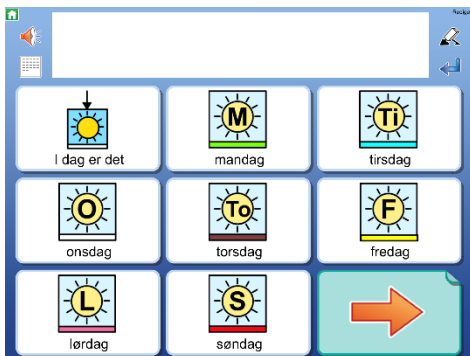 I dag er det
M
mandag
Ti
tirsdag
O
onsdag
To
torsdag
F
fredag
L
lørdag
S
søndag